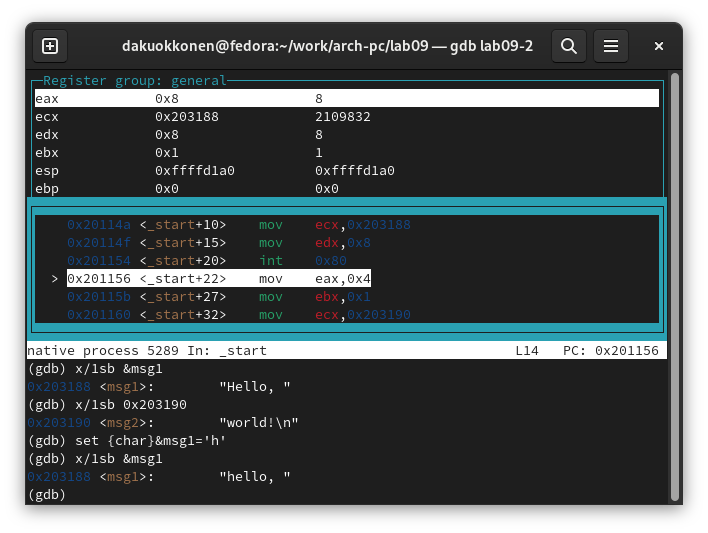 dakuokkonen@fedora:~/work/arch-pc/lab09 — gdb lab09-2
Register group: general
eax 0x8 8
ecx 0x203188 2109832
edx 0x8 8
ebx 0x1 1
esp 0xffffd1a0 0xffffd1a0
ebp 0x0 0x0
0x20114a <_start+10> mov ecx,0x203188
0x20114f <_start+15> mov edx,0x8
0x201154 <_start+20> int 0x80
> 0x201156 <_start+22> mov eax,0x4
0x20115b <_start+27> mov ebx,0x1
0x201160 <_start+32> mov ecx,0x203190
native process 5289 In: _start L14 PC: 0x201156
(gdb) x/1sb &msg1
0x203188 <msg1>: "Hello, "
(gdb) x/1sb 0x203190
0x203190 <msg2>: "world!\n"
(gdb) set {char}&msg1='h'
(gdb) x/1sb &msg1
0x203188 <msg1>: "hello, "
(gdb)